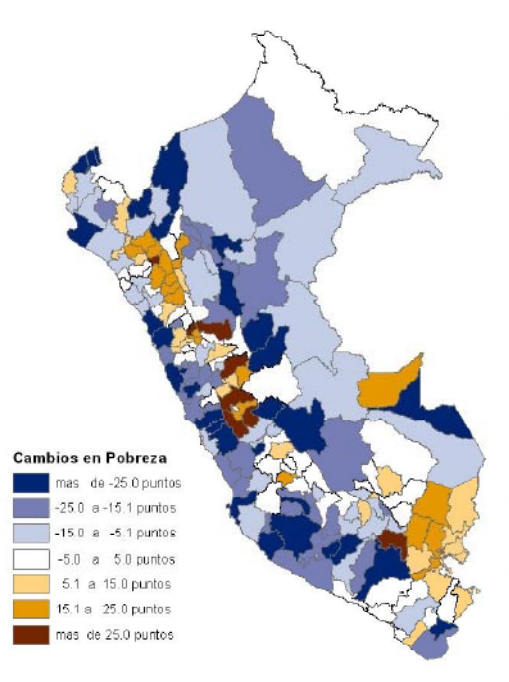 Cambios en Pobreza
mas de -25.0 puntos
-25.0 a -15.1 puntos
-15.0 a -5.1 puntos
-5.0 a 5.0 puntos
5.1 a 15.0 puntos
15.1 a 25.0 puntos
mas de 25.0 puntos